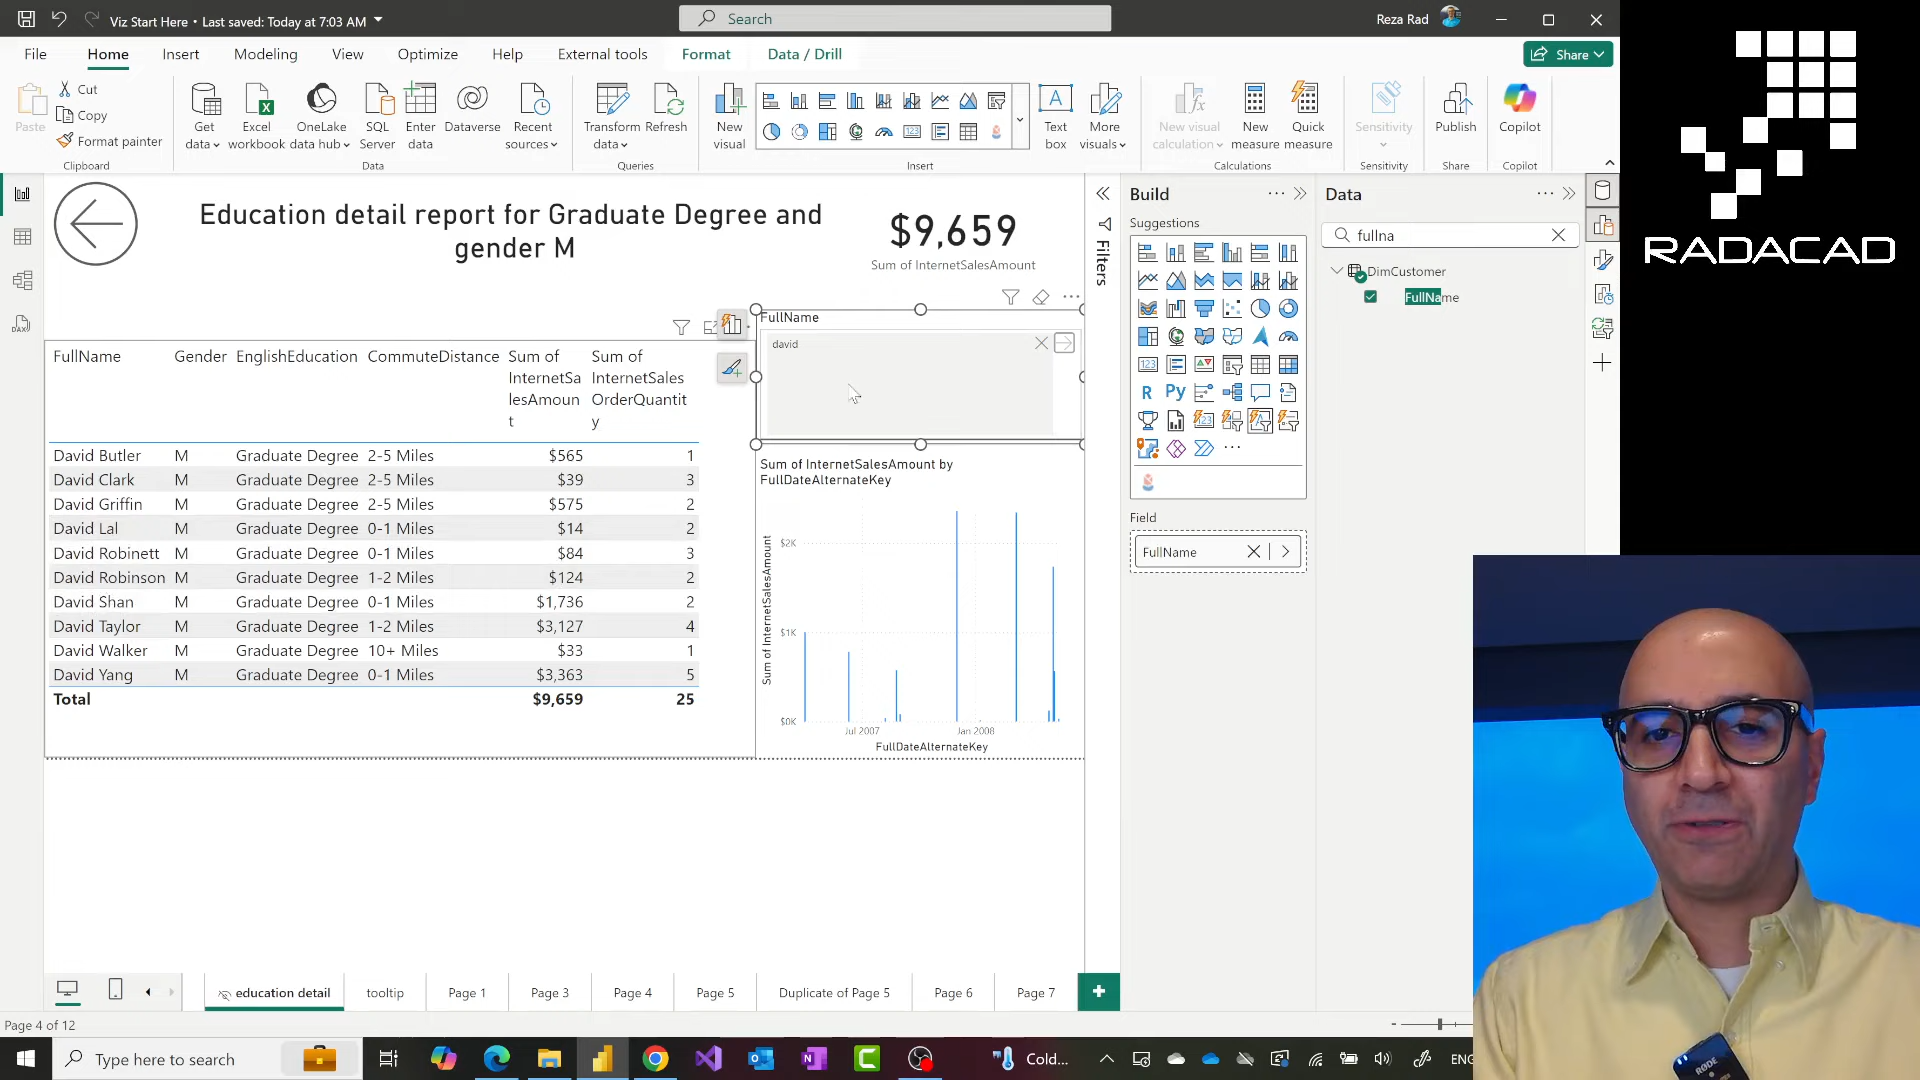 Viz Start Here • Last saved: Today at 7:03 AM
Search
Reza Rad
File
Home
Insert
Modeling
View
Optimize
Help
External tools
Format
Data / Drill
Share
Paste
Cut
Copy
Format painter
Clipboard
Get data
Excel workbook
OneLake data hub
SQL Server
Enter data
Dataverse
Recent sources
Data
Transform data
Refresh
Queries
New visual
Text box
More visuals
Insert
New visual calculation
New measure
Quick measure
Calculations
Sensitivity
Sensitivity
Publish
Share
Copilot
Copilot
RADACAD
Education detail report for Graduate Degree and
gender M
$9,659
Sum of InternetSalesAmount
FullName
david
FullName Gender EnglishEducation CommuteDistance Sum of Sum of
InternetSa InternetSales
lesAmoun OrderQuantit
t y
David Butler M Graduate Degree 2-5 Miles $565 1
David Clark M Graduate Degree 2-5 Miles $39 3
David Griffin M Graduate Degree 2-5 Miles $575 2
David Lal M Graduate Degree 0-1 Miles $14 2
David Robinett M Graduate Degree 0-1 Miles $84 3
David Robinson M Graduate Degree 1-2 Miles $124 2
David Shan M Graduate Degree 0-1 Miles $1,736 2
David Taylor M Graduate Degree 1-2 Miles $3,127 4
David Walker M Graduate Degree 10+ Miles $33 1
David Yang M Graduate Degree 0-1 Miles $3,363 5
Total $9,659 25
Sum of InternetSalesAmount by
FullDateAlternateKey
Sum of InternetSalesAmount
$2K
$1K
$0K
Jul 2007
Jan 2008
FullDateAlternateKey
Filters
Build
Suggestions
R
Py
Field
FullName
Data
fullna
DimCustomer
FullName
education detail
tooltip
Page 1
Page 3
Page 4
Page 5
Duplicate of Page 5
Page 6
Page 7
Page 4 of 12
Type here to search
Cold...
ENG
RØDE